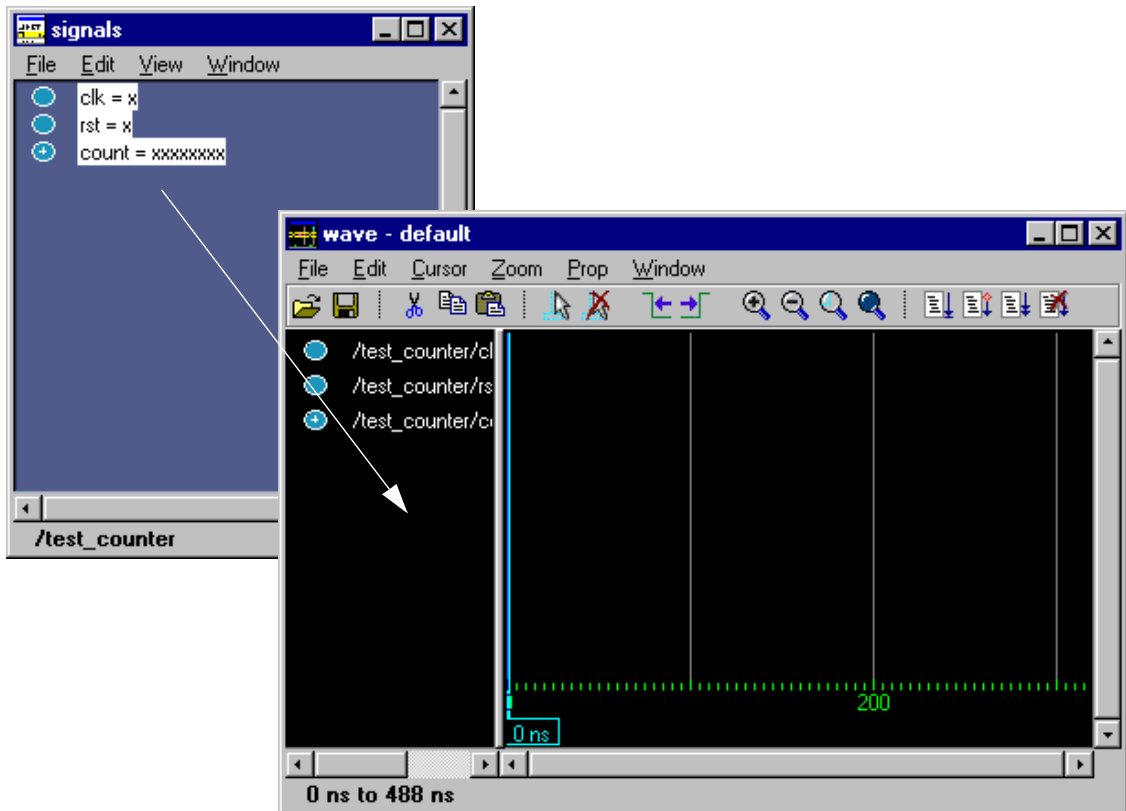 signals
File Edit View Window
clk = x
rst = x
count = xxxxxxxx
/test_counter
wave - default
File Edit Cursor Zoom Prop Window
/test_counter/cl
/test_counter/rs
/test_counter/c
200
0 ns
0 ns to 488 ns